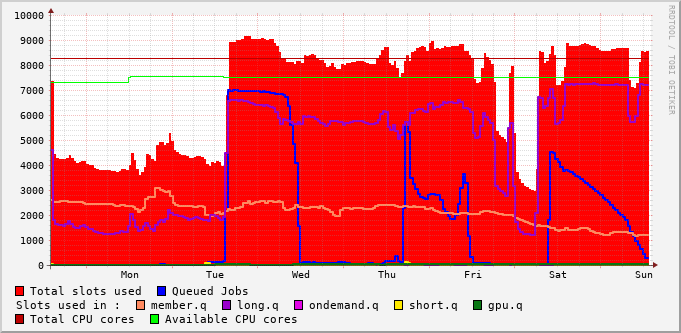 RRDTOOL / TOBI OETIKER
10000
9000
8000
7000
6000
5000
4000
3000
2000
1000
0
Mon Tue Wed Thu Fri Sat Sun
Total slots used Queued Jobs
Slots used in : member.q long.q ondemand.q short.q gpu.q
Total CPU cores Available CPU cores